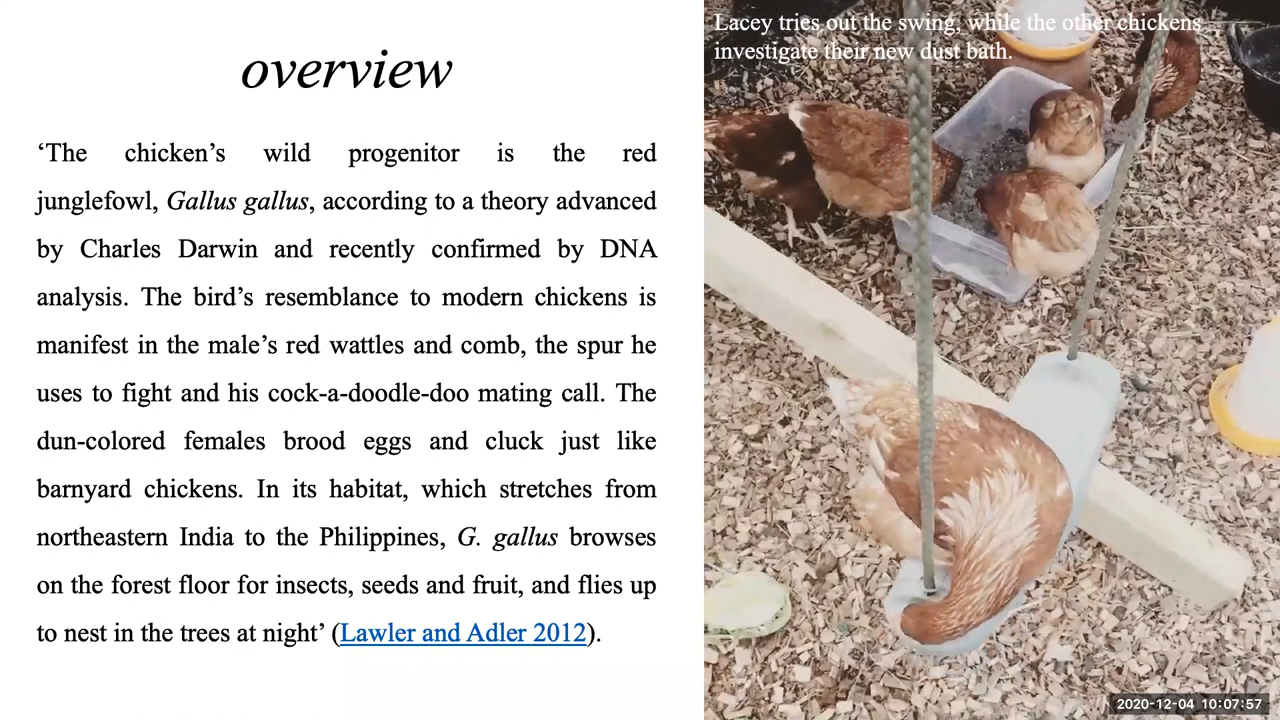 overview
‘The chicken’s wild progenitor is the red
junglefowl, Gallus gallus, according to a theory advanced
by Charles Darwin and recently confirmed by DNA
analysis. The bird’s resemblance to modern chickens is
manifest in the male’s red wattles and comb, the spur he
uses to fight and his cock-a-doodle-doo mating call. The
dun-colored females brood eggs and cluck just like
barnyard chickens. In its habitat, which stretches from
northeastern India to the Philippines, G. gallus browses
on the forest floor for insects, seeds and fruit, and flies up
to nest in the trees at night’ (Lawler and Adler 2012).
Lacey tries out the swing, while the other chickens
investigate their new dust bath.
2020-12-04 10:07:57